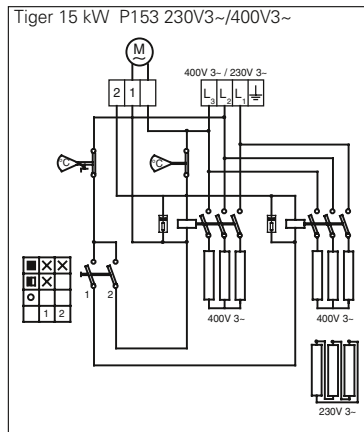 Tiger 15 kW P153 230V3~/400V3~
M
~
2 1
400V 3~ / 230V 3~
L3 L2 L1
°C
°C
1 2
1 2
400V 3~
400V 3~
230V 3~